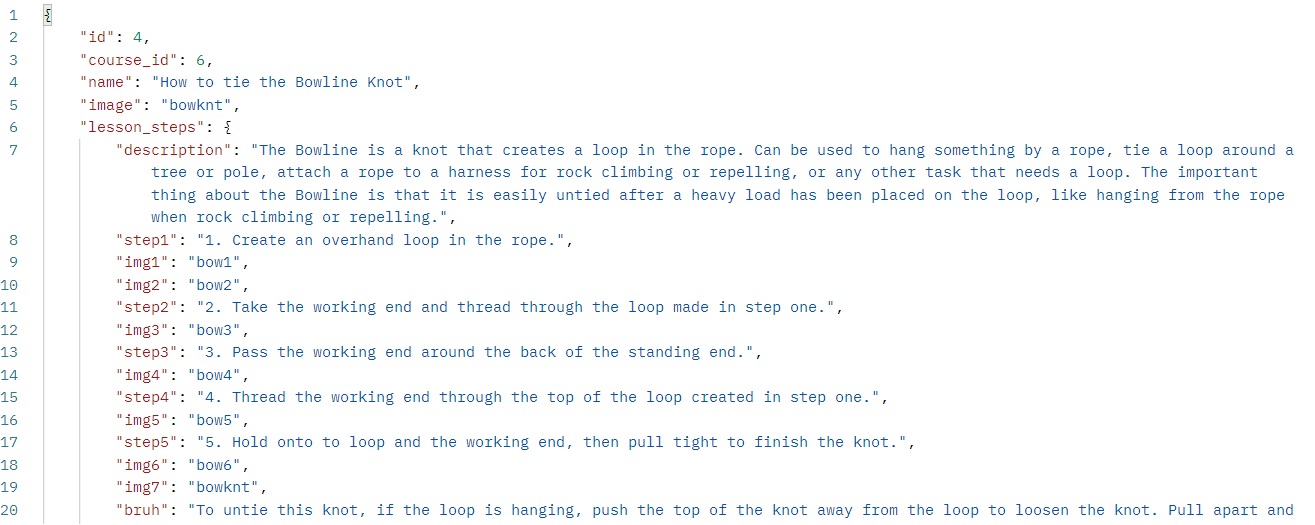 1 {
2 "id": 4,
3 "course_id": 6,
4 "name": "How to tie the Bowline Knot",
5 "image": "bowknt",
6 "lesson_steps": {
7 "description": "The Bowline is a knot that creates a loop in the rope. Can be used to hang something by a rope, tie a loop around a
tree or pole, attach a rope to a harness for rock climbing or repelling, or any other task that needs a loop. The important
thing about the Bowline is that it is easily untied after a heavy load has been placed on the loop, like hanging from the rope
when rock climbing or repelling.",
8 "step1": "1. Create an overhand loop in the rope.",
9 "img1": "bow1",
10 "img2": "bow2",
11 "step2": "2. Take the working end and thread through the loop made in step one.",
12 "img3": "bow3",
13 "step3": "3. Pass the working end around the back of the standing end.",
14 "img4": "bow4",
15 "step4": "4. Thread the working end through the top of the loop created in step one.",
16 "img5": "bow5",
17 "step5": "5. Hold onto to loop and the working end, then pull tight to finish the knot.",
18 "img6": "bow6",
19 "img7": "bowknt",
20 "bruh": "To untie this knot, if the loop is hanging, push the top of the knot away from the loop to loosen the knot. Pull apart and